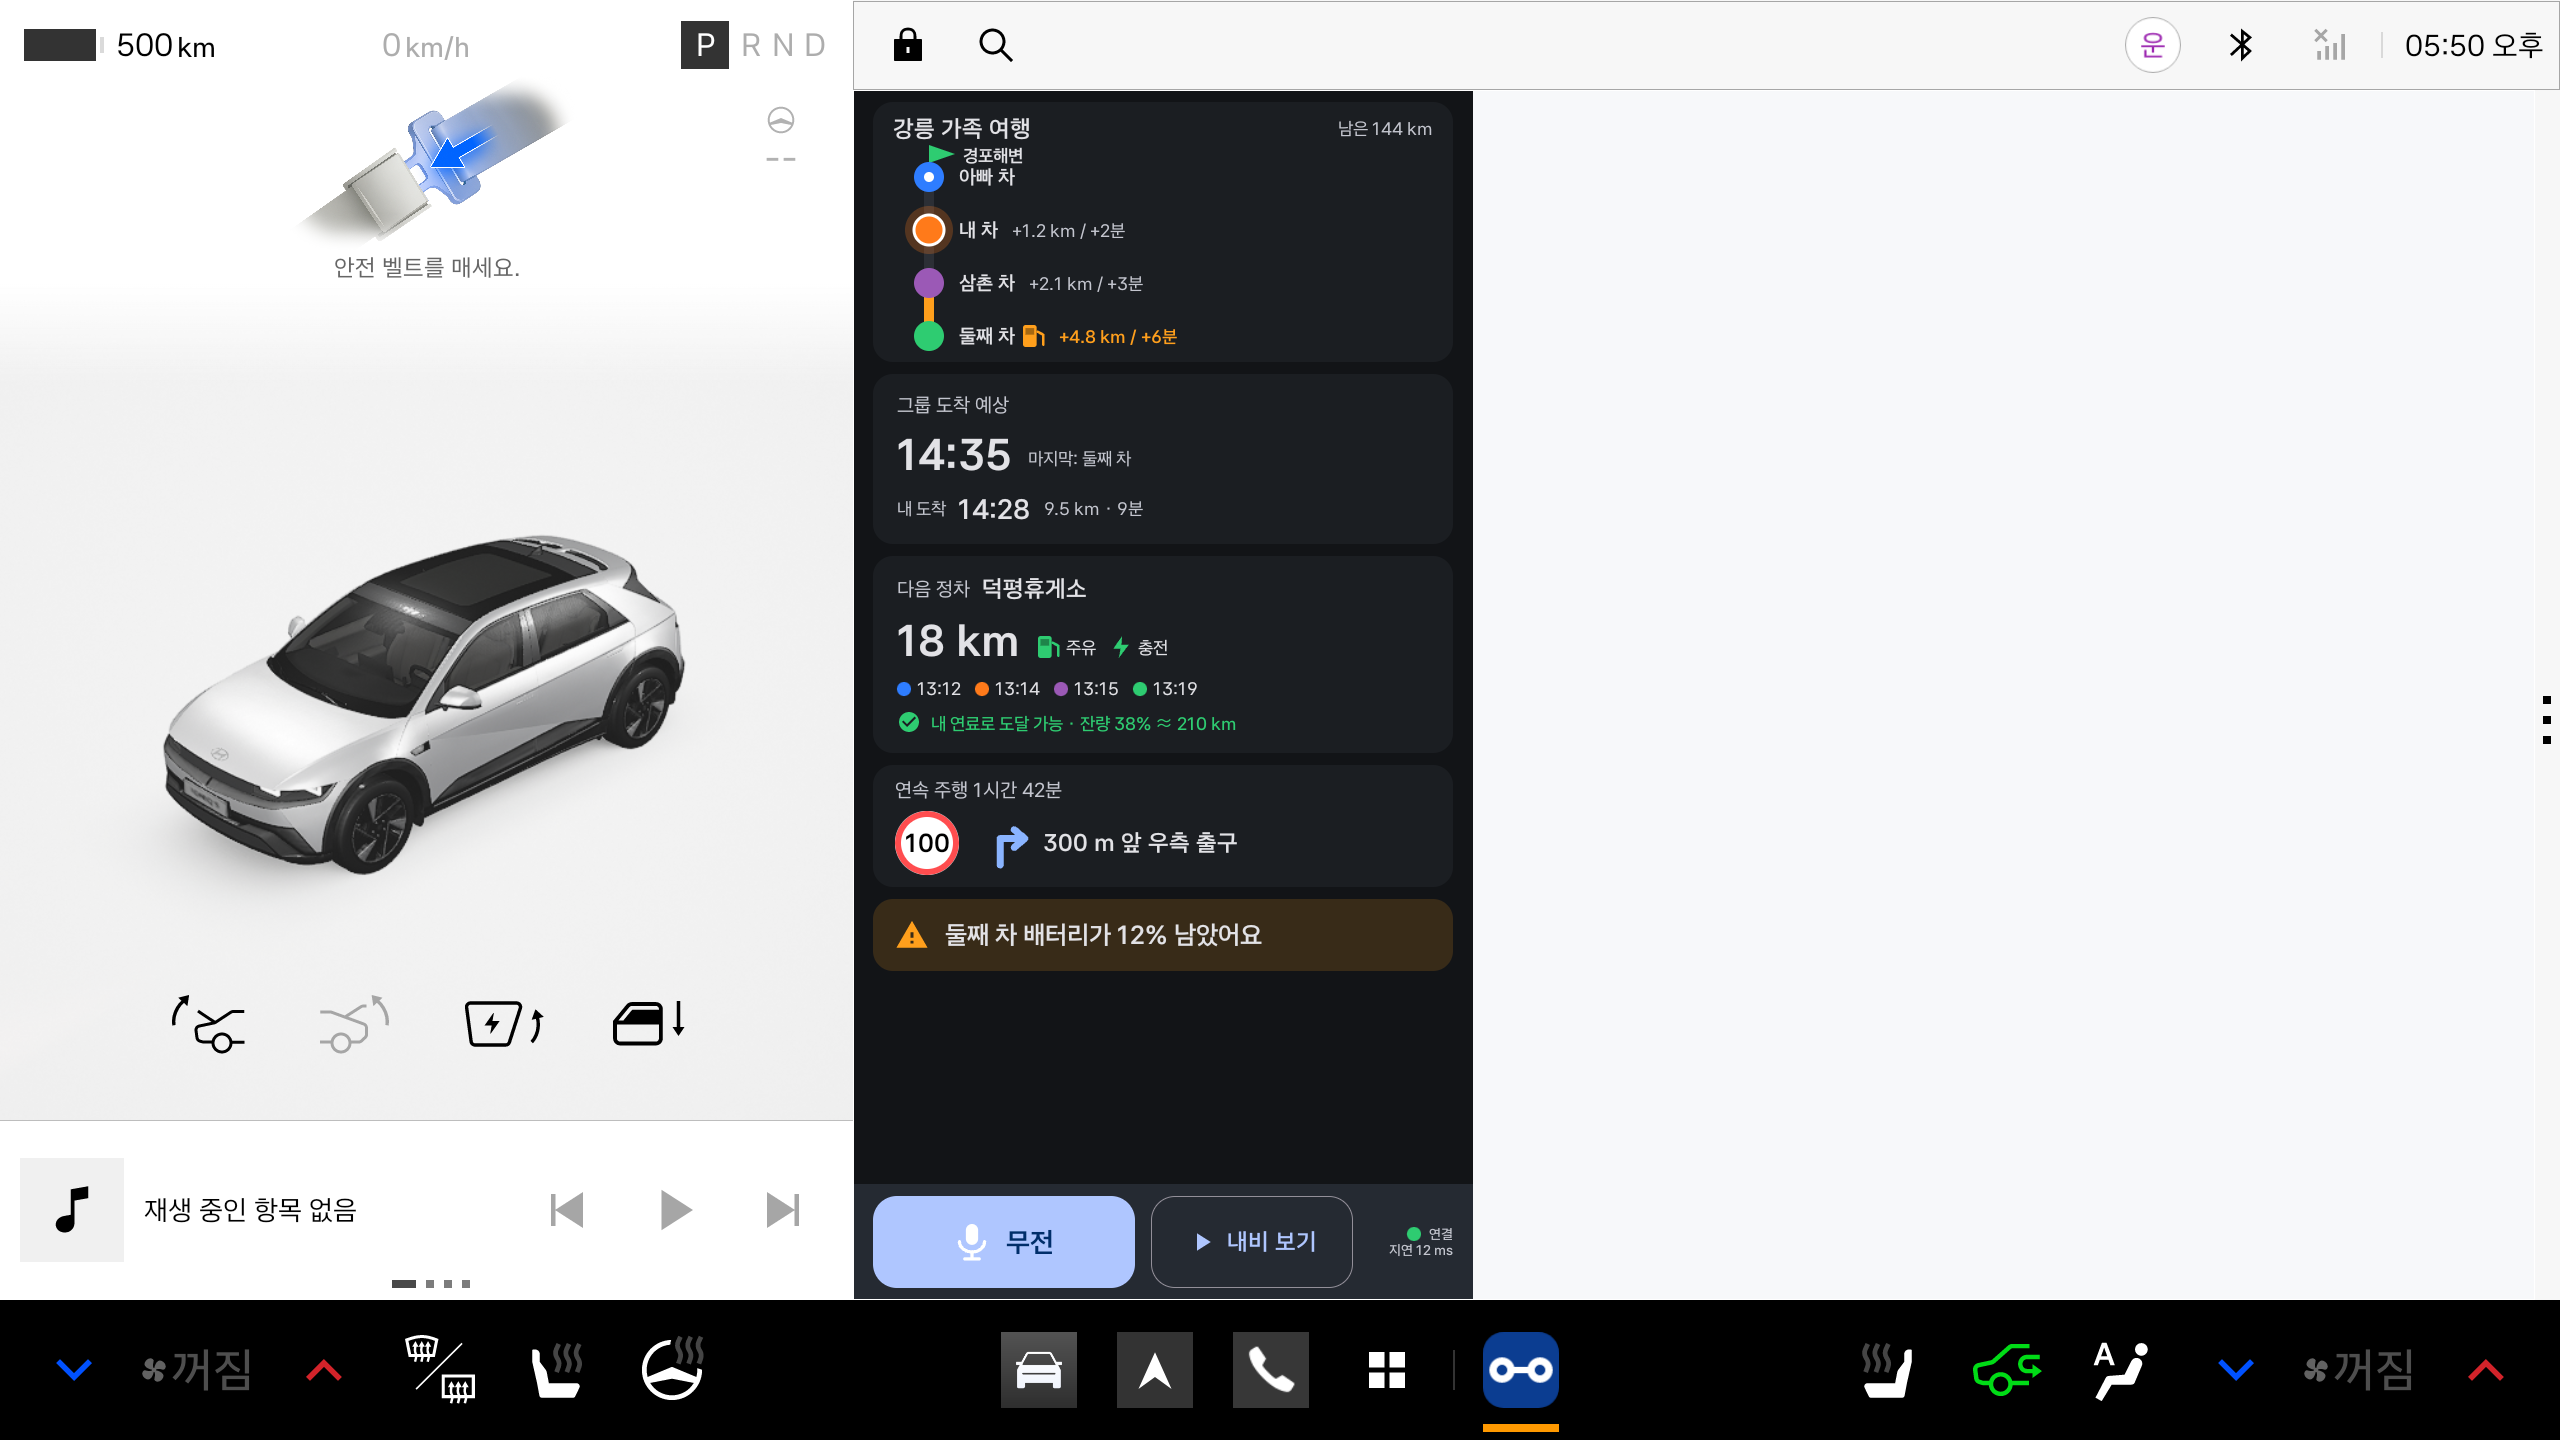 500 km
0 km/h
P R N D
안전 벨트를 매세요.
재생 중인 항목 없음
운
05:50 오후
강릉 가족 여행
남은 144 km
경포해변
아빠 차
내 차 +1.2 km / +2분
삼촌 차 +2.1 km / +3분
둘째 차 +4.8 km / +6분
그룹 도착 예상
14:35 마지막: 둘째 차
내 도착 14:28 9.5 km · 9분
다음 정차 덕평휴게소
18 km 주유 충전
13:12 13:14 13:15 13:19
내 연료로 도달 가능 · 잔량 38% ≈ 210 km
연속 주행 1시간 42분
100 300 m 앞 우측 출구
둘째 차 배터리가 12% 남았어요
무전
내비 보기
연결
지연 12 ms
꺼짐
A
꺼짐